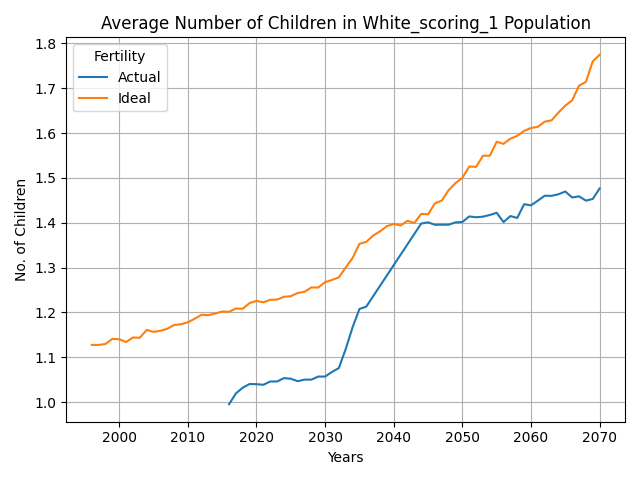 Average Number of Children in White_scoring_1 Population
Fertility
Actual
Ideal
No. of Children
1.8
1.7
1.6
1.5
1.4
1.3
1.2
1.1
1.0
2000 2010 2020 2030 2040 2050 2060 2070
Years